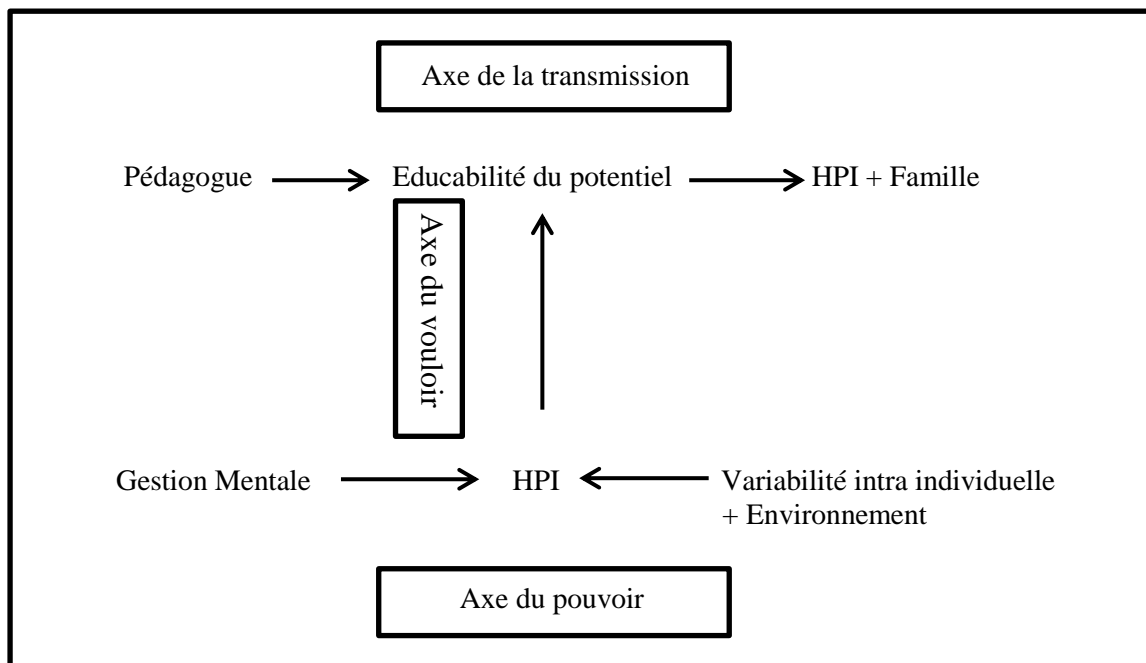 Axe de la transmission
Pédagogue
Educabilité du potentiel
HPI + Famille
Axe du vouloir
Gestion Mentale
HPI
Variabilité intra individuelle
+ Environnement
Axe du pouvoir